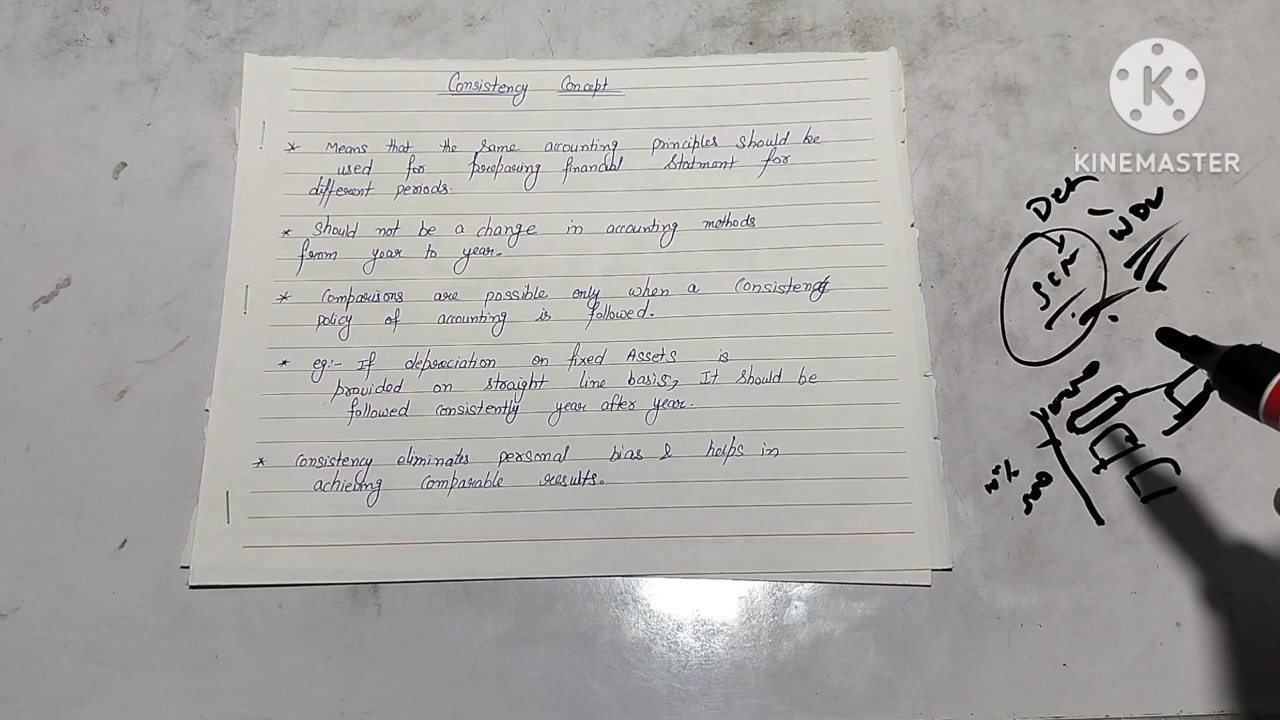 Consistency Concept
* Means that the same accounting principles should be
used for preparing financial statment for
different periods.
* Should not be a change in accounting methods
from year to year.
* Comparisions are possible only when a consistency
policy of accounting is followed.
* eg:- If depreciation on fixed Assets is
provided on straight line basis, It should be
followed consistently year after year.
* Consistency eliminates personal bias & helps in
achieving comparable results.
KINEMASTER
WDV
10%